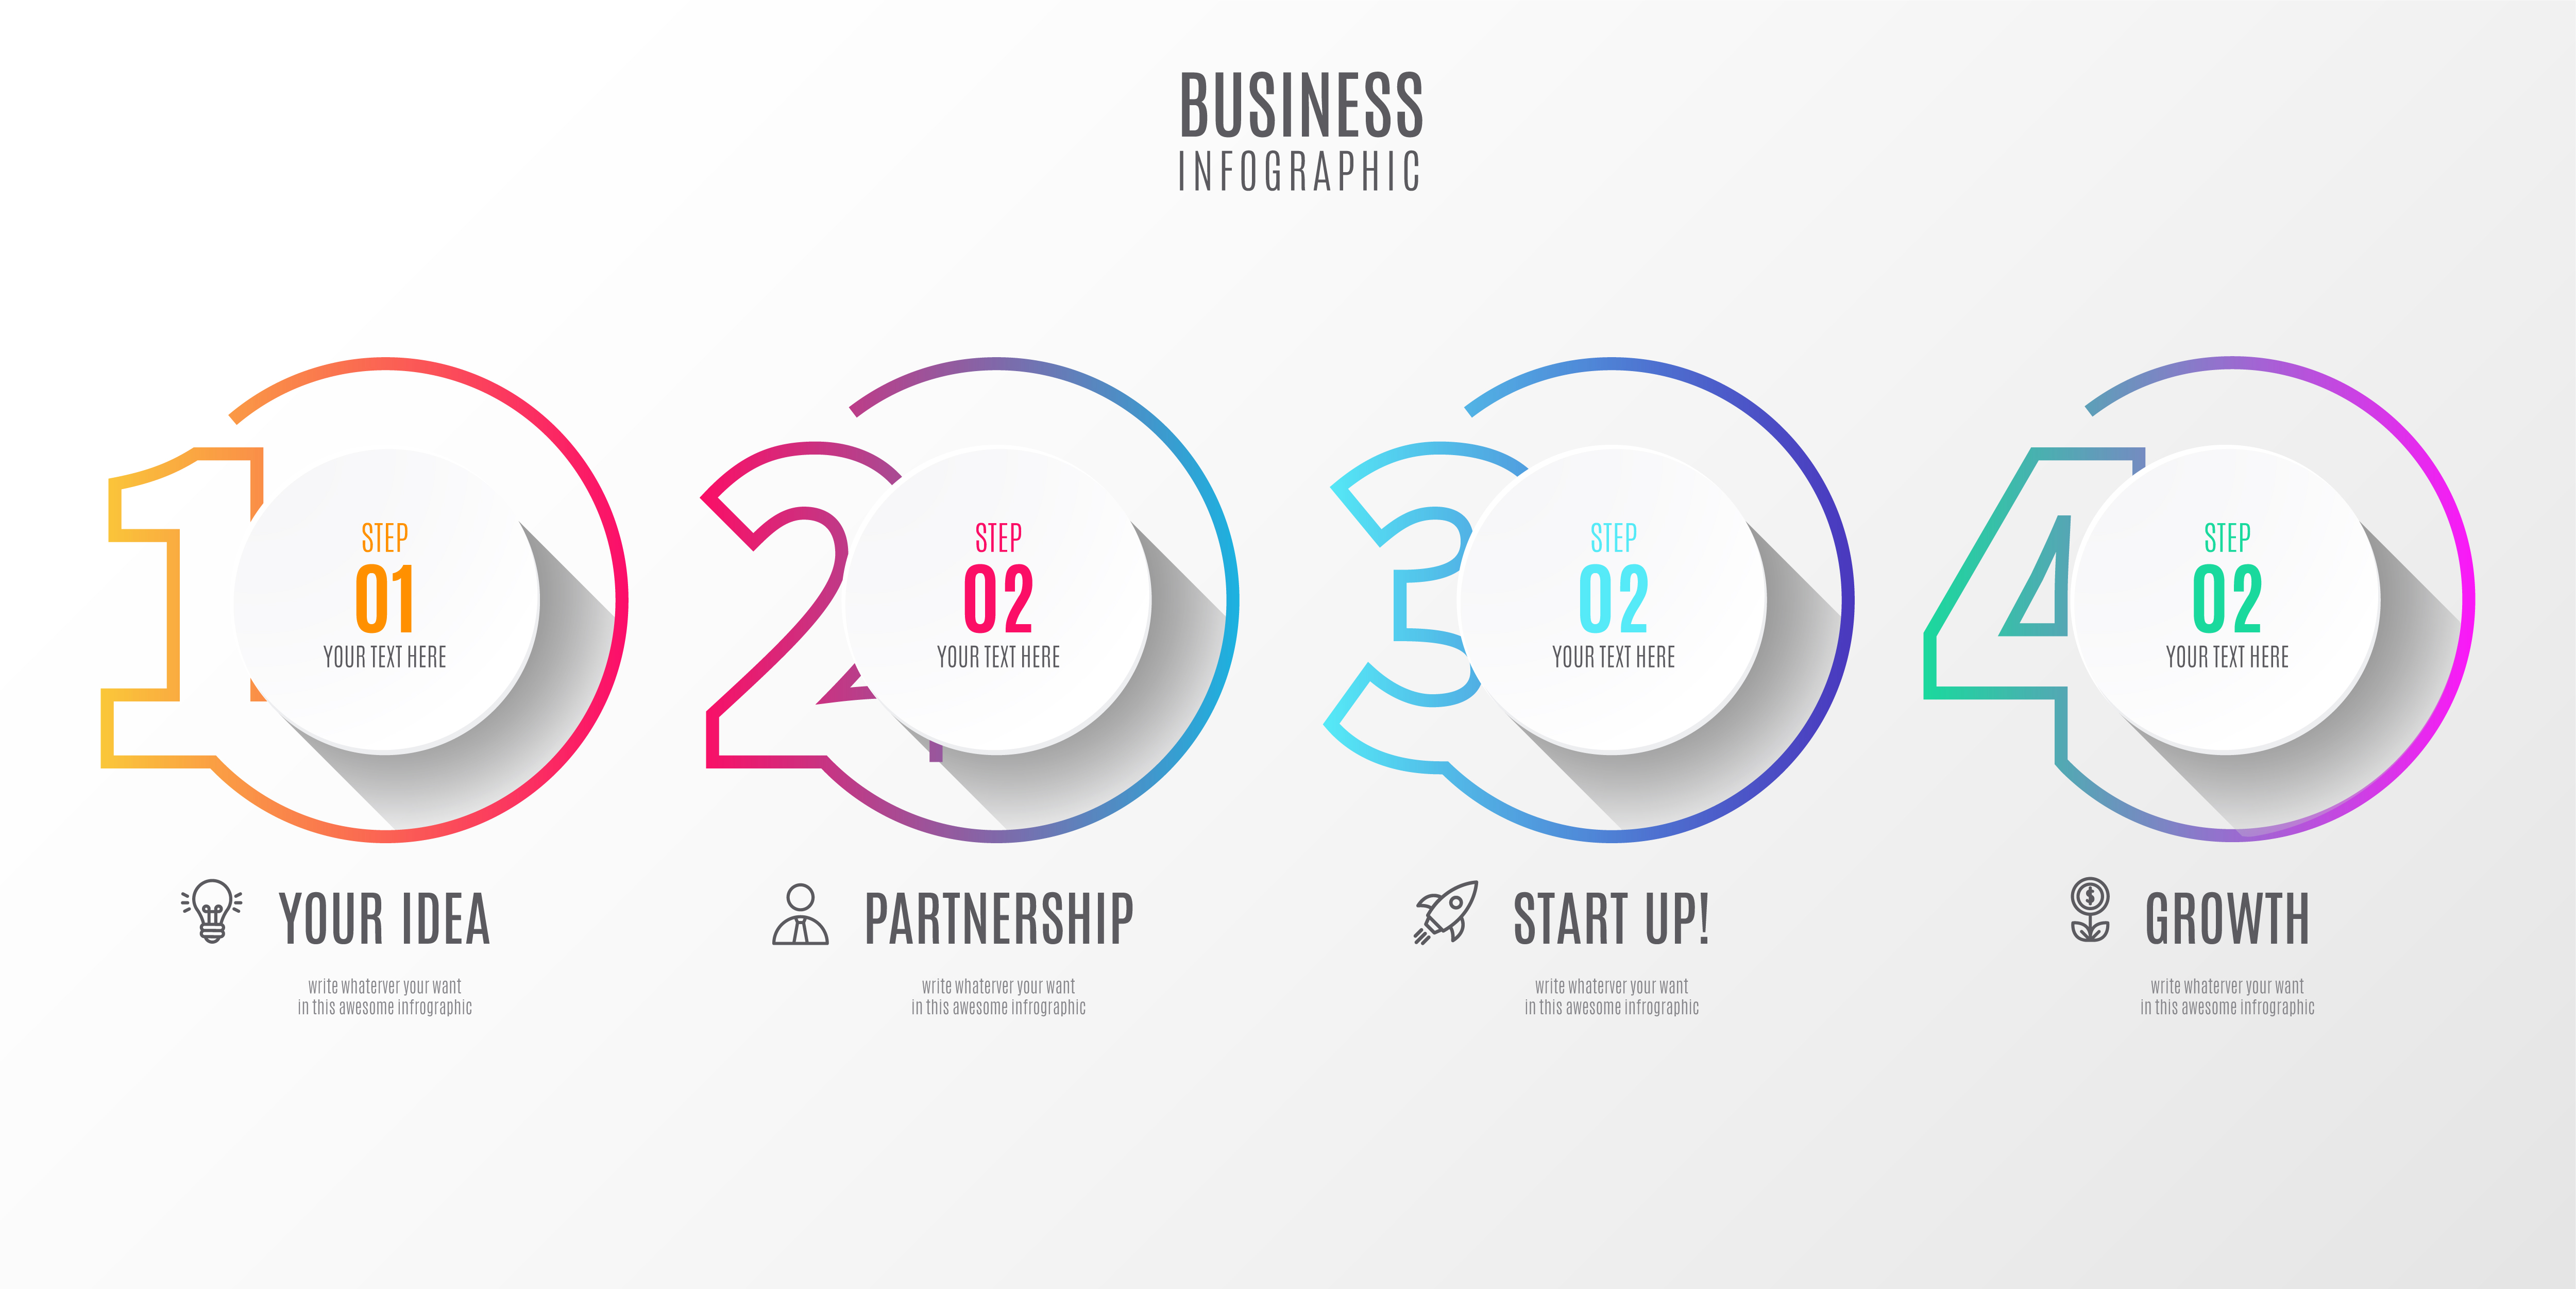 BUSINESS
INFOGRAPHIC
1
STEP
01
YOUR TEXT HERE
YOUR IDEA
write whaterver your want
in this awesome infrographic
2
STEP
02
YOUR TEXT HERE
PARTNERSHIP
write whaterver your want
in this awesome infrographic
3
STEP
02
YOUR TEXT HERE
START UP!
write whaterver your want
in this awesome infrographic
4
STEP
02
YOUR TEXT HERE
$
GROWTH
write whaterver your want
in this awesome infrographic